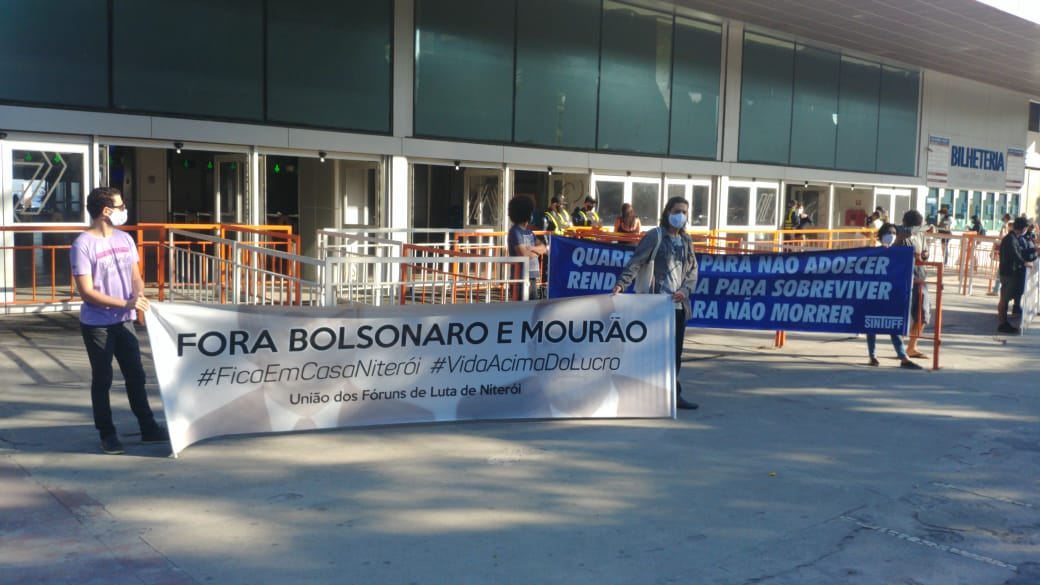 FORA BOLSONARO E MOURÃO
#FicaEmCasaNiterói #VidaAcimaDoLucro
União dos Fóruns de Luta de Niterói
QUARE PARA NÃO ADOECER
REND A PARA SOBREVIVER
RA NÃO MORRER
SINTUFF
BILHETERIA